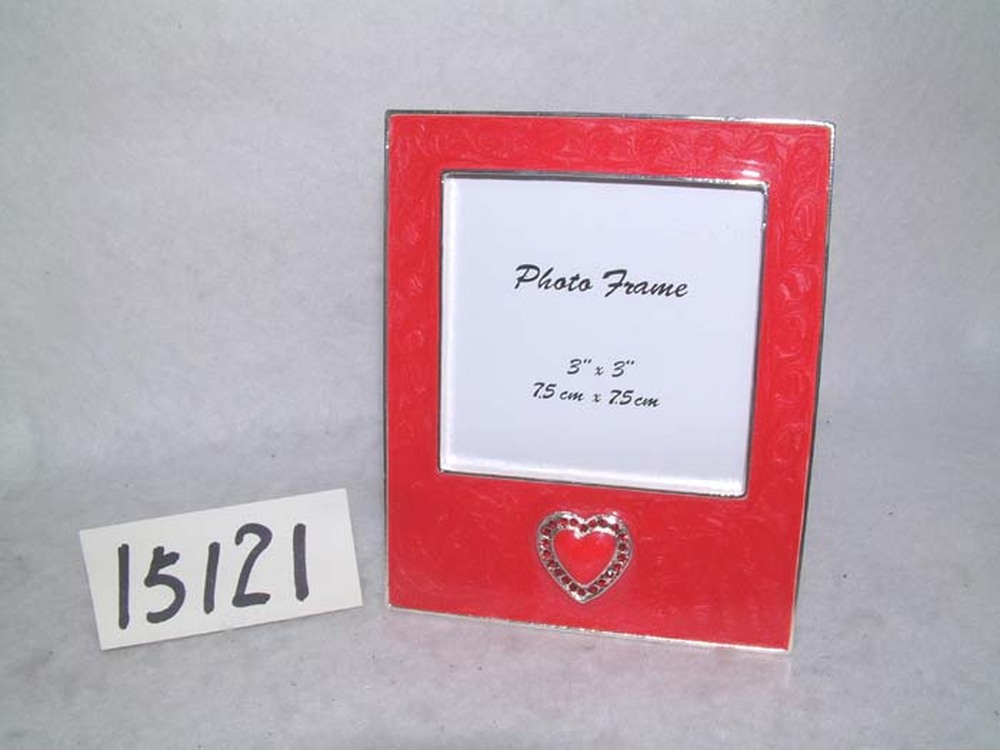 Photo Frame
3" x 3"
7.5 cm x 7.5 cm
15121